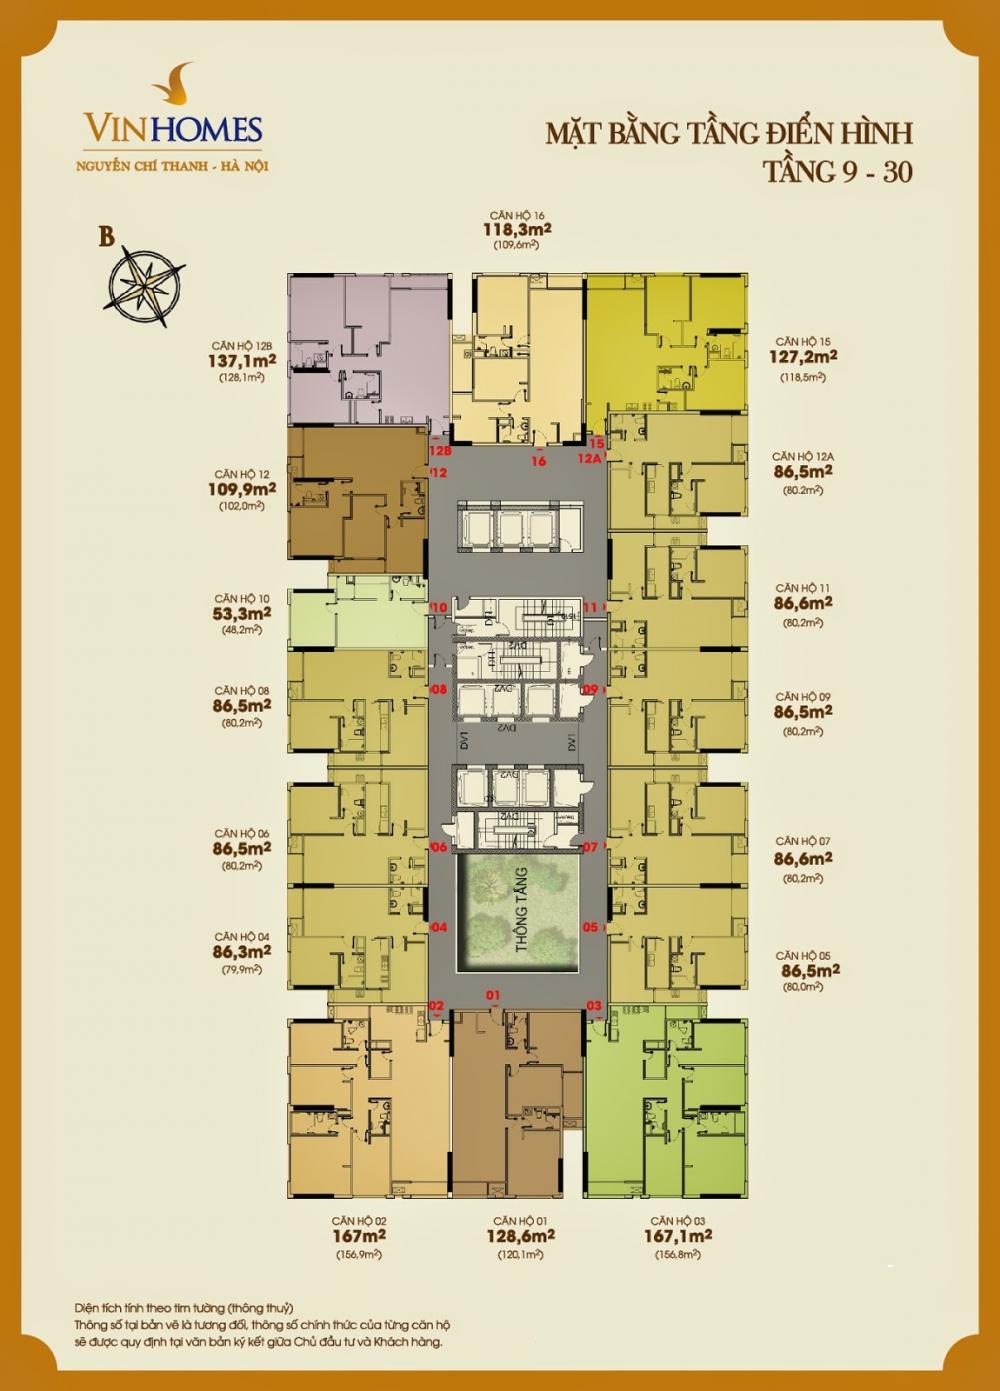 VINHOMES
NGUYỄN CHÍ THANH - HÀ NỘI
MẶT BẰNG TẦNG ĐIỂN HÌNH
TẦNG 9 - 30
B
CĂN HỘ 16
118,3m²
(109,6m²)
CĂN HỘ 12B
137,1m²
(128,1m²)
CĂN HỘ 15
127,2m²
(118,5m²)
12B
12
16
15
12A
CĂN HỘ 12
109,9m²
(102,0m²)
CĂN HỘ 12A
86,5m²
(80.2m²)
CĂN HỘ 10
53,3m²
(48,2m²)
10
11
CĂN HỘ 11
86,6m²
(80,2m²)
DV2
CĂN HỘ 08
86,5m²
(80,2m²)
08
09
DV2
CĂN HỘ 09
86,5m²
(80,2m²)
DV1
DV2
DV1
DV2
DV2
CĂN HỘ 06
86,5m²
(80,2m²)
06
07
CĂN HỘ 07
86,6m²
(80,2m²)
THÔNG TẦNG
CĂN HỘ 04
86,3m²
(79,9m²)
04
05
CĂN HỘ 05
86,5m²
(80,0m²)
02
01
03
CĂN HỘ 02
167m²
(156,9m²)
CĂN HỘ 01
128,6m²
(120,1m²)
CĂN HỘ 03
167,1m²
(156,8m²)
Diện tích tính theo tim tường (thông thuỷ)
Thông số tại bản vẽ là tương đối, thông số chính thức của từng căn hộ
sẽ được quy định tại văn bản ký kết giữa Chủ đầu tư và Khách hàng.